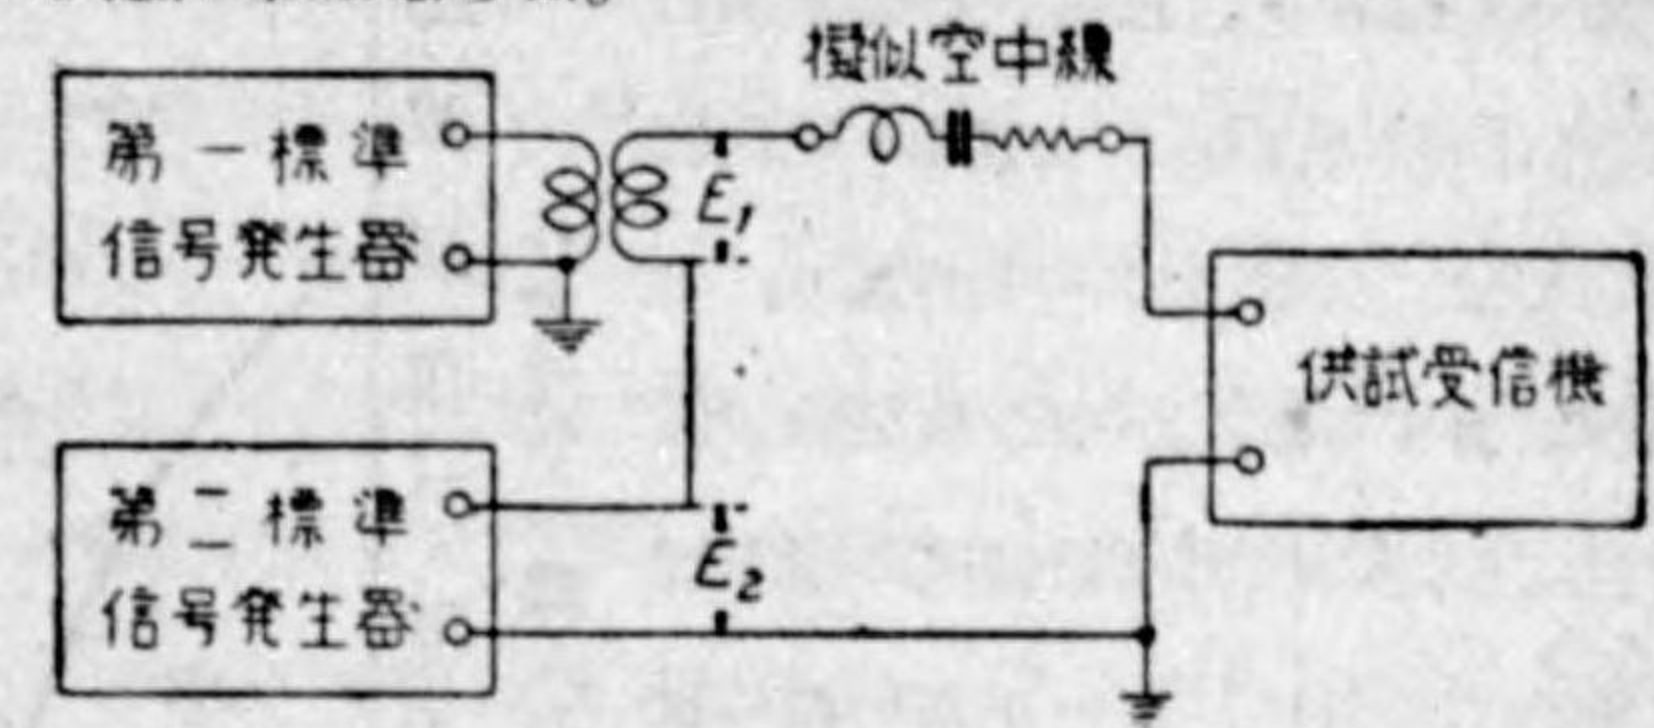 擬似空中線
第一標準
信号発生器
E₁
供試受信機
第二標準
信号発生器
E₂